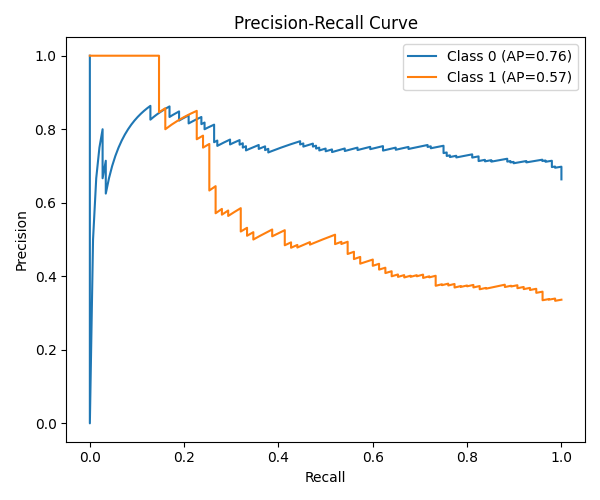 Precision-Recall Curve
Class 0 (AP=0.76)
Class 1 (AP=0.57)
Precision
1.0
0.8
0.6
0.4
0.2
0.0
0.0 0.2 0.4 0.6 0.8 1.0
Recall